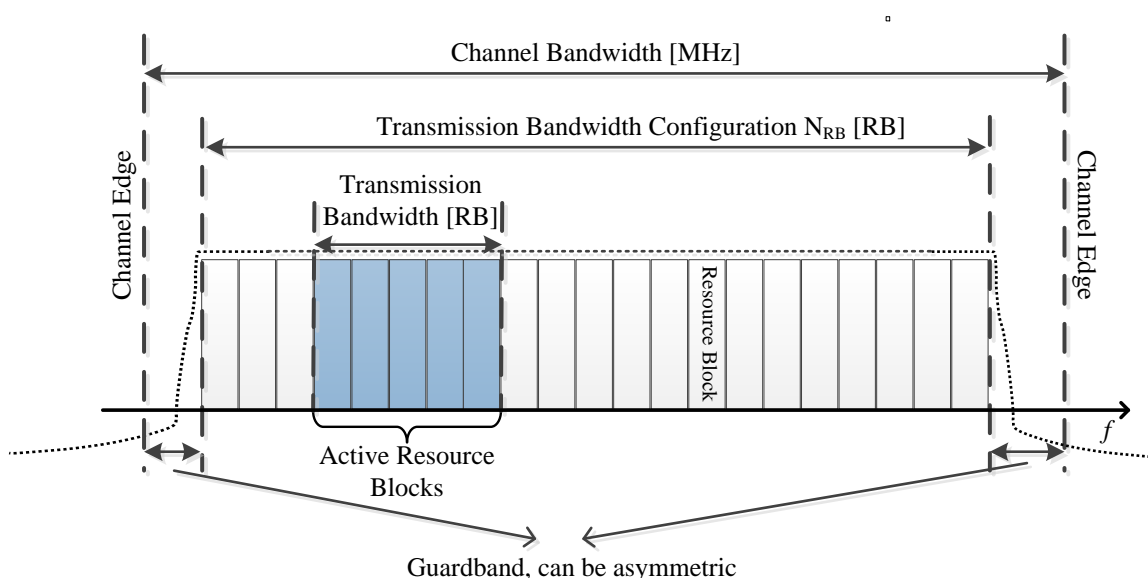 Channel Bandwidth [MHz]
Transmission Bandwidth Configuration NRB [RB]
Transmission
Bandwidth [RB]
Channel Edge
Channel Edge
Resource Block
f
Active Resource
Blocks
Guardband, can be asymmetric